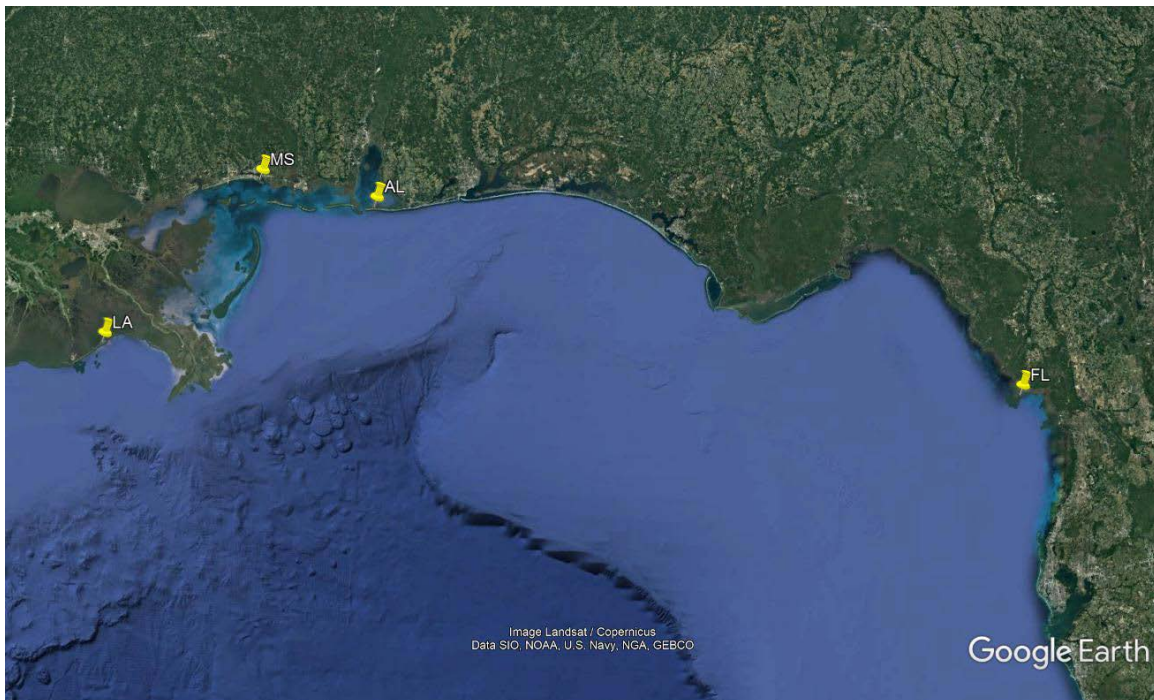 MS
AL
LA
FL
Image Landsat / Copernicus
Data SIO, NOAA, U.S. Navy, NGA, GEBCO
Google Earth